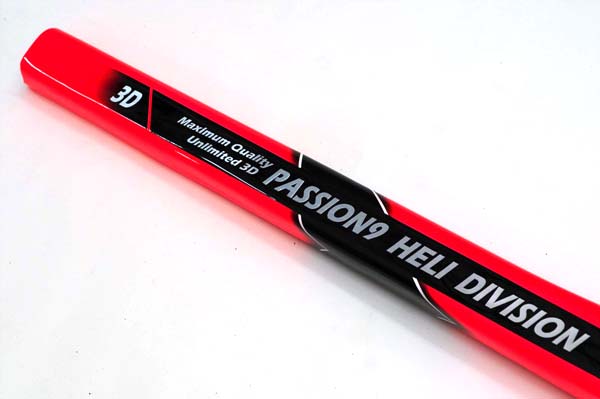 3D
Maximum Quality
Unlimited 3D
PASSION9 HELI DIVISION